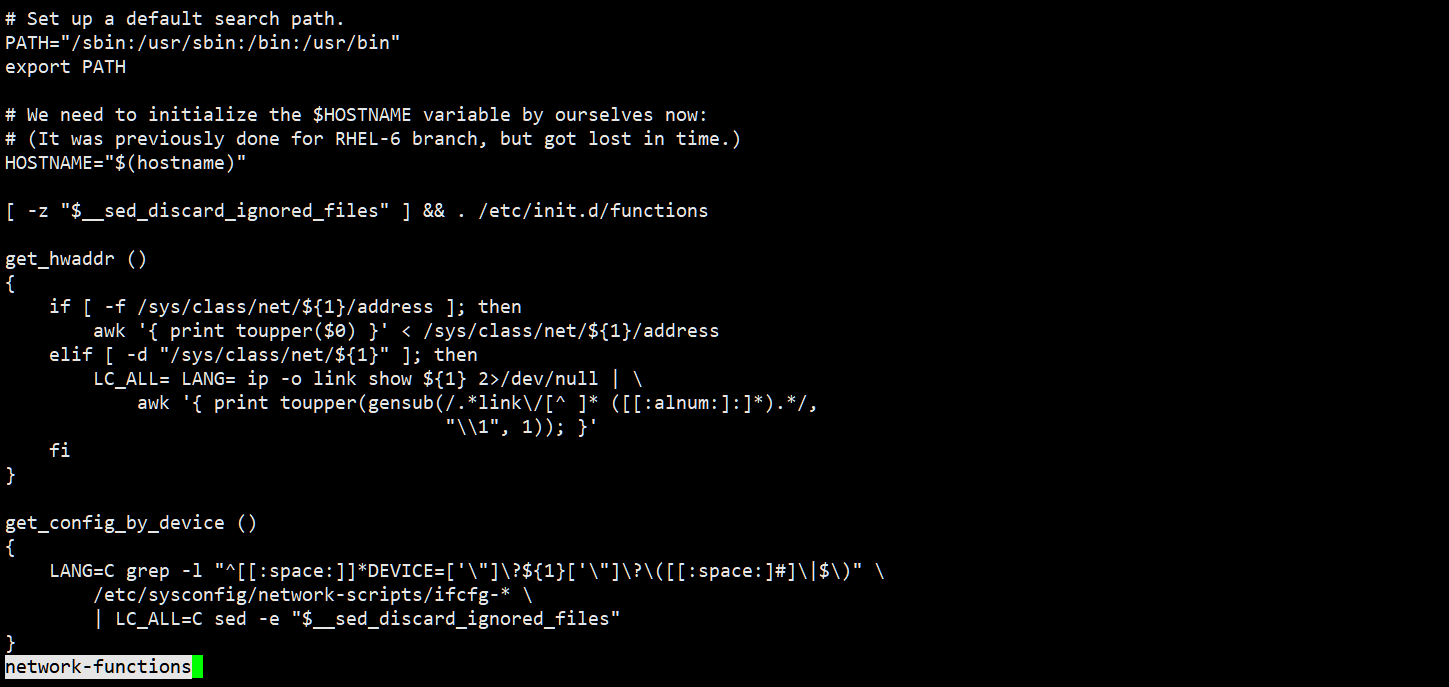 # Set up a default search path.
PATH="/sbin:/usr/sbin:/bin:/usr/bin"
export PATH

# We need to initialize the $HOSTNAME variable by ourselves now:
# (It was previously done for RHEL-6 branch, but got lost in time.)
HOSTNAME="$(hostname)"

[ -z "$__sed_discard_ignored_files" ] && . /etc/init.d/functions

get_hwaddr ()
{
    if [ -f /sys/class/net/${1}/address ]; then
        awk '{ print toupper($0) }' < /sys/class/net/${1}/address
    elif [ -d "/sys/class/net/${1}" ]; then
        LC_ALL= LANG= ip -o link show ${1} 2>/dev/null | \
            awk '{ print toupper(gensub(/.*link\/[^ ]* ([[:alnum:]:]*).*/,
                                        "\\1", 1)); }'
    fi
}

get_config_by_device ()
{
    LANG=C grep -l "^[[:space:]]*DEVICE=['\"]\?${1}['\"]\?\([[:space:]#]\|$\)" \
        /etc/sysconfig/network-scripts/ifcfg-* \
        | LC_ALL=C sed -e "$__sed_discard_ignored_files"
}
network-functions